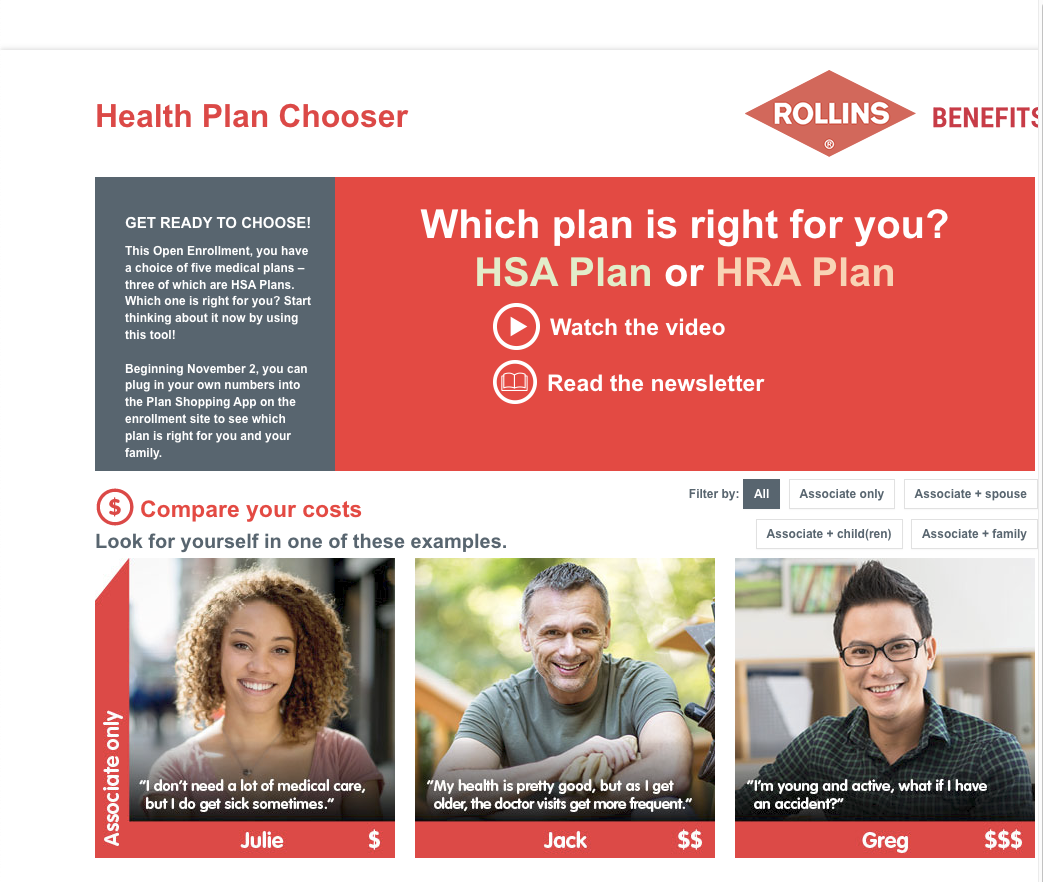 Health Plan Chooser
ROLLINS
®
BENEFITS
GET READY TO CHOOSE!
This Open Enrollment, you have
a choice of five medical plans –
three of which are HSA Plans.
Which one is right for you? Start
thinking about it now by using
this tool!
Beginning November 2, you can
plug in your own numbers into
the Plan Shopping App on the
enrollment site to see which
plan is right for you and your
family.
Which plan is right for you?
HSA Plan or HRA Plan
Watch the video
Read the newsletter
$ Compare your costs
Look for yourself in one of these examples.
Filter by: All Associate only Associate + spouse
Associate + child(ren) Associate + family
Associate only
“I don’t need a lot of medical care,
but I do get sick sometimes.”
Julie $
“My health is pretty good, but as I get
older, the doctor visits get more frequent.”
Jack $$
“I’m young and active, what if I have
an accident?”
Greg $$$